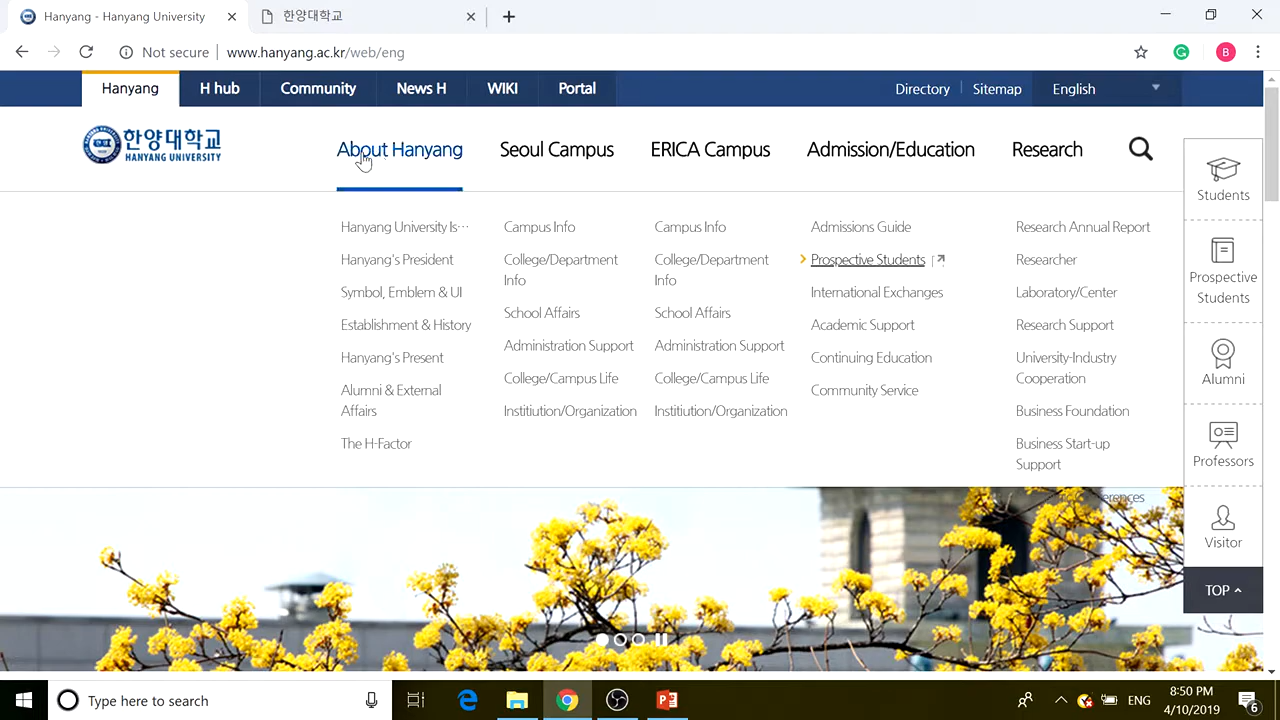 Hanyang - Hanyang University
한양대학교
Not secure
www.hanyang.ac.kr/web/eng
B
Hanyang
H hub
Community
News H
WIKI
Portal
Directory
Sitemap
English
한양대학교
HANYANG UNIVERSITY
About Hanyang
Seoul Campus
ERICA Campus
Admission/Education
Research
Hanyang University Is…
Hanyang's President
Symbol, Emblem & UI
Establishment & History
Hanyang's Present
Alumni & External
Affairs
The H-Factor
Campus Info
College/Department
Info
School Affairs
Administration Support
College/Campus Life
Institiution/Organization
Campus Info
College/Department
Info
School Affairs
Administration Support
College/Campus Life
Institiution/Organization
Admissions Guide
Prospective Students
International Exchanges
Academic Support
Continuing Education
Community Service
Research Annual Report
Researcher
Laboratory/Center
Research Support
University-Industry
Cooperation
Business Foundation
Business Start-up
Support
Students
Prospective
Students
Alumni
Professors
Visitor
TOP
Type here to search
ENG
8:50 PM
4/10/2019
6